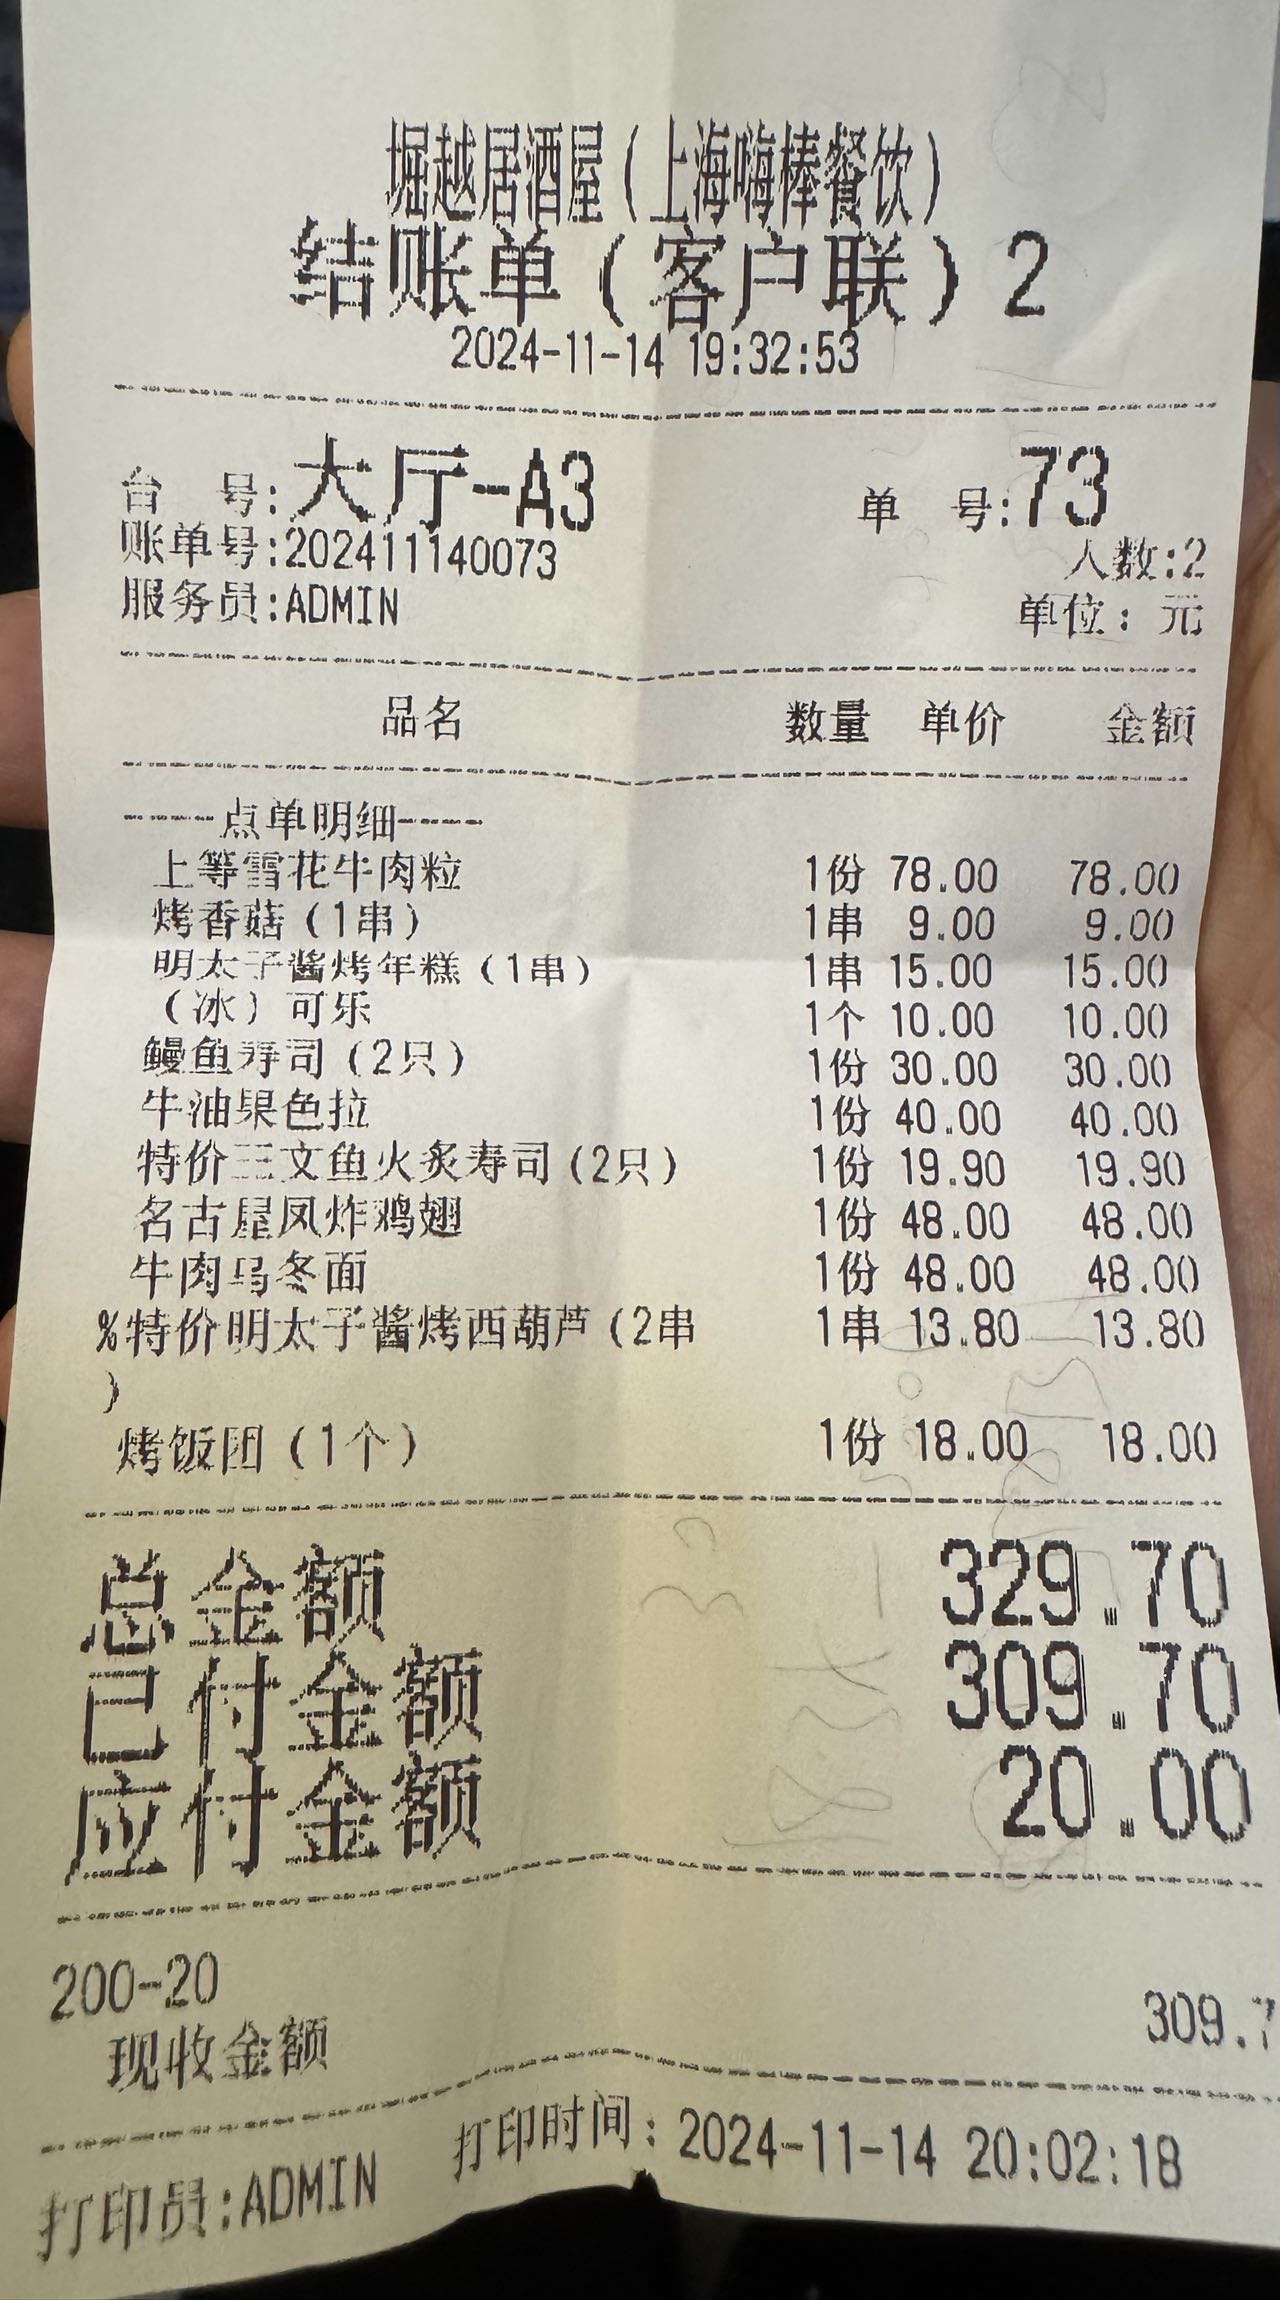 堀越居酒屋(上海嗨棒餐饮)
结账单(客户联)2
2024-11-14 19:32:53
台 号:大厅-A3 单 号:73
账单号:202411140073
人数:2
服务员:ADMIN 单位: 元
品名 数量 单价 金额
-----点单明细-----
上等雪花牛肉粒 1份 78.00 78.00
烤香菇(1串) 1串 9.00 9.00
明太子酱烤年糕(1串) 1串 15.00 15.00
(冰)可乐 1个 10.00 10.00
鳗鱼寿司(2只) 1份 30.00 30.00
牛油果色拉 1份 40.00 40.00
特价三文鱼火炙寿司(2只) 1份 19.90 19.90
名古屋风炸鸡翅 1份 48.00 48.00
牛肉乌冬面 1份 48.00 48.00
%特价明太子酱烤西葫芦(2串 1串 13.80 13.80
)
烤饭团(1个) 1份 18.00 18.00
总金额 329.70
已付金额 309.70
应付金额 20.00
200-20
现收金额 309.7
打印员:ADMIN 打印时间: 2024-11-14 20:02:18